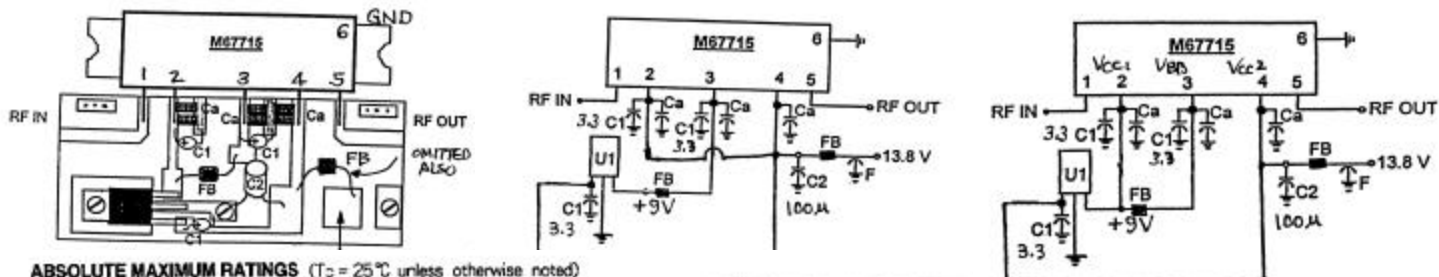 GND
M67715
6
1 2 3 4 5
RF IN
Ca Ca Ca
RF OUT
C1 C1
OMITTED
ALSO
FB FB
C2
C1
M67715
6
1 2 3 4 5
RF IN
RF OUT
Ca Ca Ca
3.3 C1 C1
3.3
U1
FB
13.8 V
F
C2
100µ
FB
+9V
C1
3.3
M67715
6
Vcc1 VBB Vcc2
1 2 3 4 5
RF IN
RF OUT
Ca Ca Ca
3.3 C1 C1
3.3
U1
FB
13.8 V
F
C2
100µ
FB
+9V
C1
3.3
ABSOLUTE MAXIMUM RATINGS (Tc = 25°C unless otherwise noted)